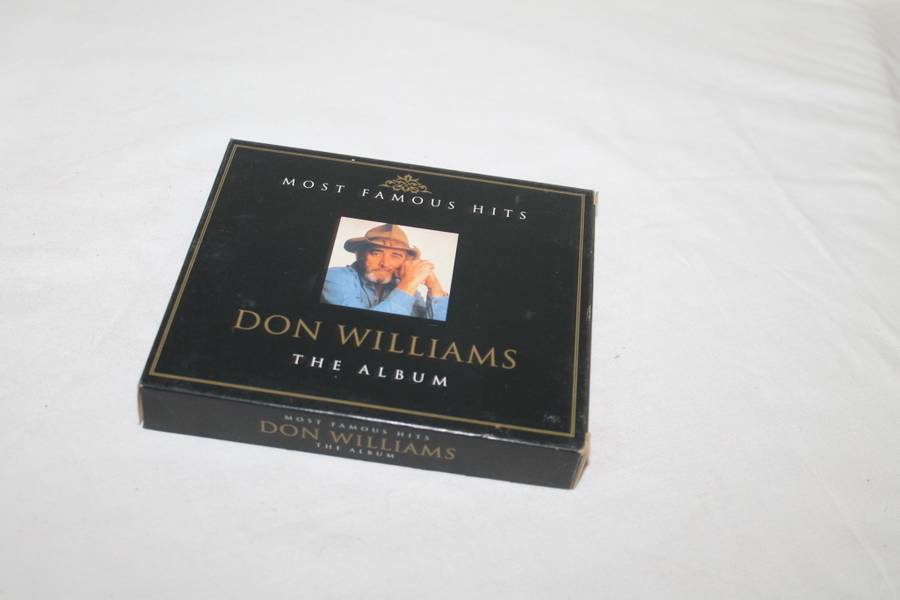 MOST FAMOUS HITS
DON WILLIAMS
THE ALBUM
MOST FAMOUS HITS
DON WILLIAMS
THE ALBUM